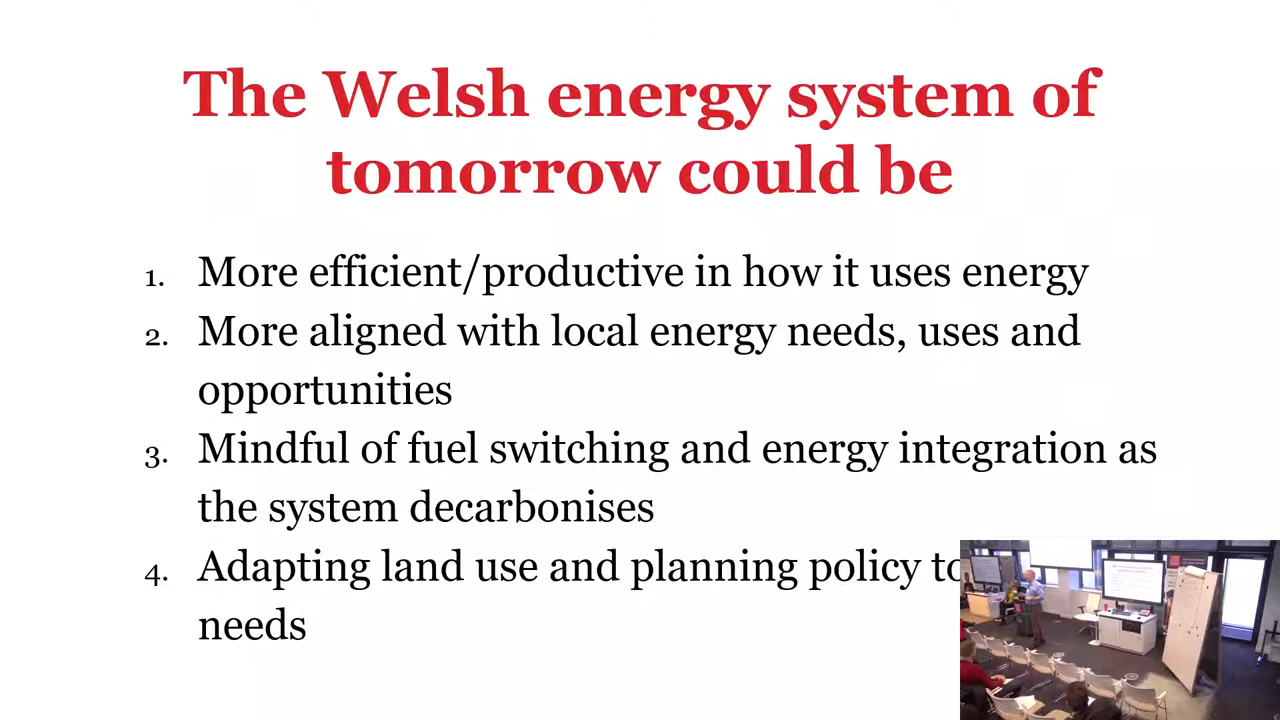 The Welsh energy system of
tomorrow could be
1. More efficient/productive in how it uses energy
2. More aligned with local energy needs, uses and
opportunities
3. Mindful of fuel switching and energy integration as
the system decarbonises
4. Adapting land use and planning policy to
needs